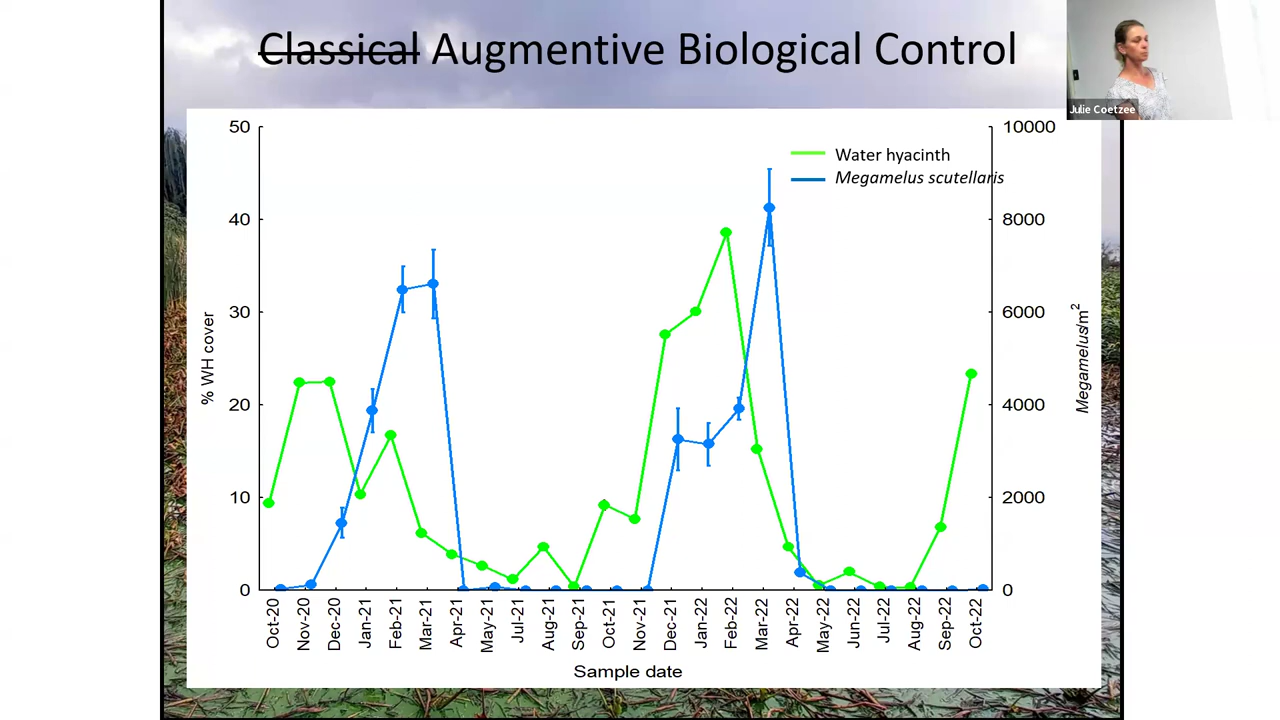 Classical Augmentive Biological Control
Julie Coetzee
50
40
30
20
10
0
% WH cover
Water hyacinth
Megamelus scutellaris
10000
8000
6000
4000
2000
0
Megamelus/m²
Oct-20
Nov-20
Dec-20
Jan-21
Feb-21
Mar-21
Apr-21
May-21
Jul-21
Aug-21
Sep-21
Oct-21
Nov-21
Dec-21
Jan-22
Feb-22
Mar-22
Apr-22
May-22
Jun-22
Jul-22
Aug-22
Sep-22
Oct-22
Sample date